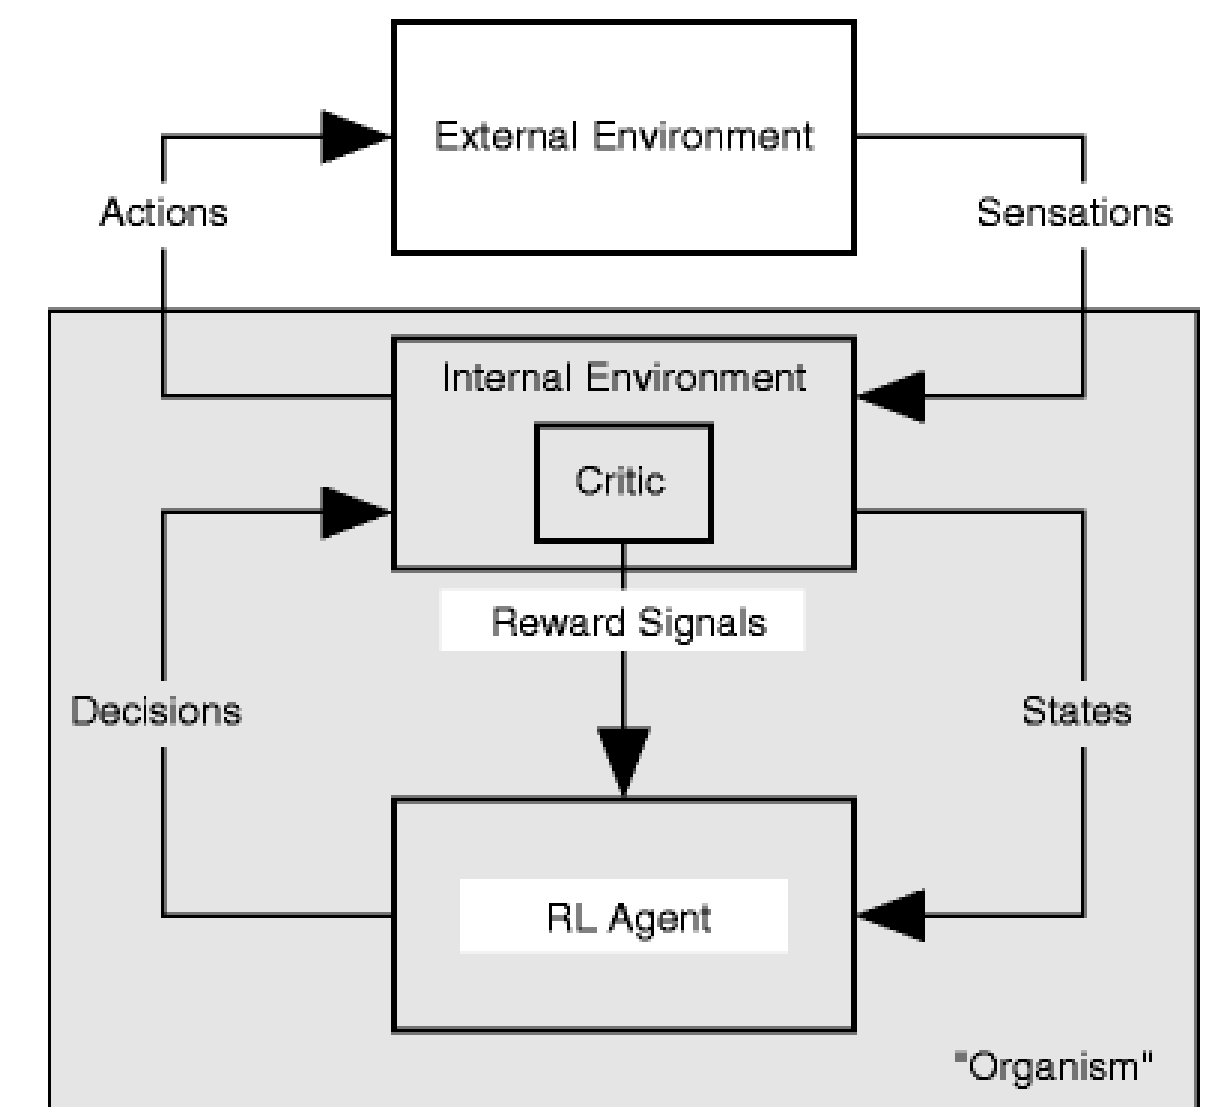 External Environment
Actions
Sensations
Internal Environment
Critic
Reward Signals
Decisions
States
RL Agent
"Organism"